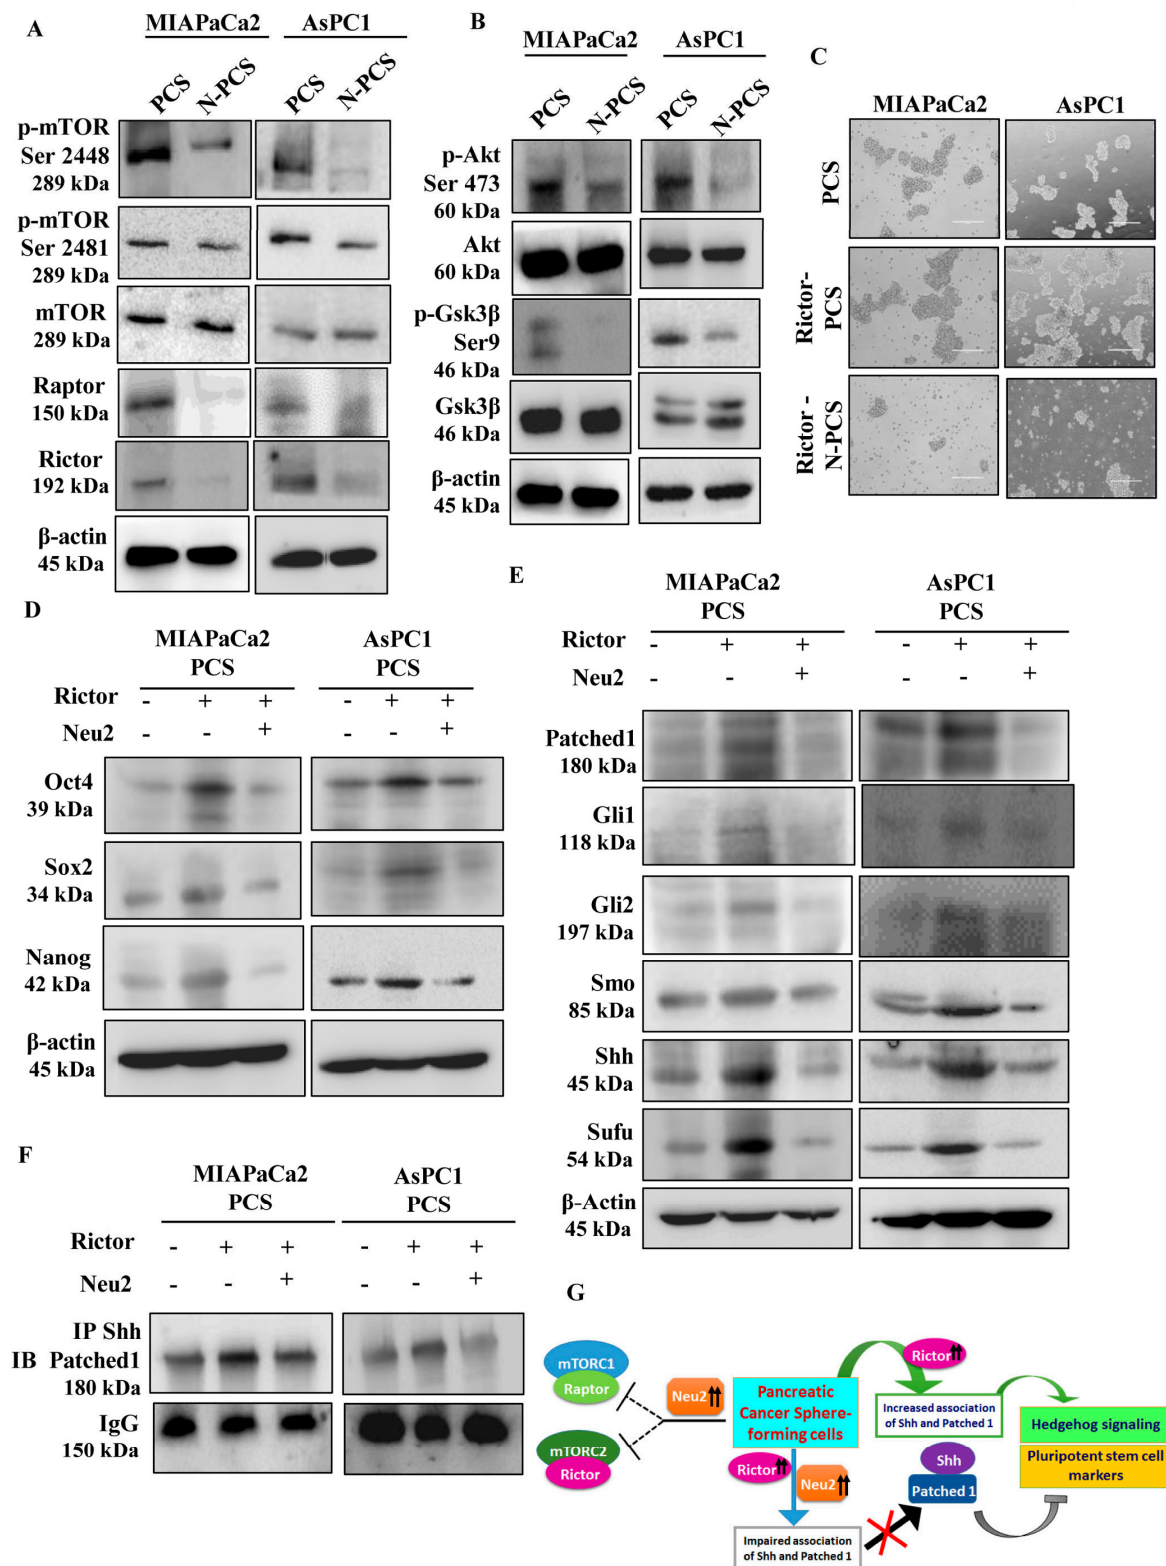 A
MIAPaCa2 AsPC1
PCS N-PCS PCS N-PCS
p-mTOR
Ser 2448
289 kDa
p-mTOR
Ser 2481
289 kDa
mTOR
289 kDa
Raptor
150 kDa
Rictor
192 kDa
β-actin
45 kDa
B
MIAPaCa2 AsPC1
PCS N-PCS PCS N-PCS
p-Akt
Ser 473
60 kDa
Akt
60 kDa
p-Gsk3β
Ser9
46 kDa
Gsk3β
46 kDa
β-actin
45 kDa
C
MIAPaCa2 AsPC1
PCS
Rictor-
PCS
Rictor -
N-PCS
D
MIAPaCa2 AsPC1
PCS PCS
Rictor - + + - + +
Neu2 - - + - - +
Oct4
39 kDa
Sox2
34 kDa
Nanog
42 kDa
β-actin
45 kDa
E
MIAPaCa2 AsPC1
PCS PCS
Rictor - + + - + +
Neu2 - - + - - +
Patched1
180 kDa
Gli1
118 kDa
Gli2
197 kDa
Smo
85 kDa
Shh
45 kDa
Sufu
54 kDa
β-Actin
45 kDa
F
MIAPaCa2 AsPC1
PCS PCS
Rictor - + + - + +
Neu2 - - + - - +
IP Shh
IB Patched1
180 kDa
IgG
150 kDa
G
mTORC1
Raptor
mTORC2
Rictor
Neu2
Pancreatic
Cancer Sphere-
forming cells
Rictor
Increased association
of Shh and Patched 1
Hedgehog signaling
Pluripotent stem cell
markers
Shh
Patched 1
Rictor
Neu2
Impaired association
of Shh and Patched 1